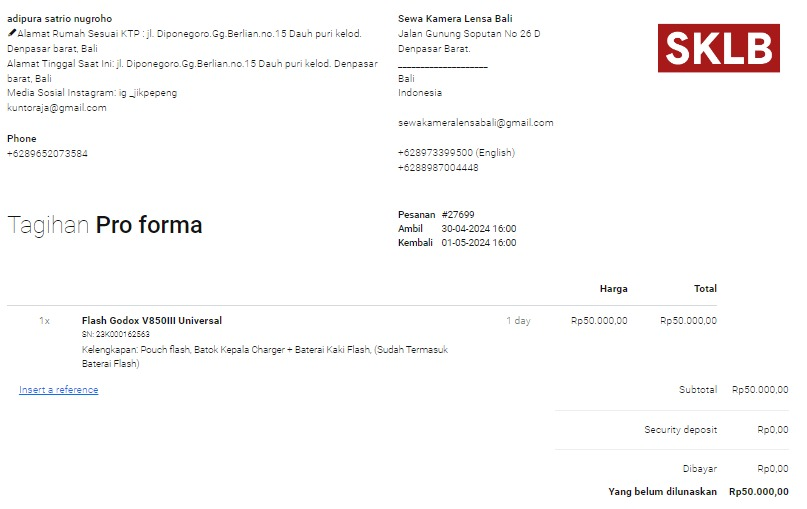 adipura satrio nugroho
Alamat Rumah Sesuai KTP : jl. Diponegoro.Gg.Berlian.no.15 Dauh puri kelod.
Denpasar barat, Bali
Alamat Tinggal Saat Ini: jl. Diponegoro.Gg.Berlian.no.15 Dauh puri kelod. Denpasar
barat, Bali
Media Sosial Instagram: ig _jikpepeng
kuntoraja@gmail.com
Phone
+6289652073584
Sewa Kamera Lensa Bali
Jalan Gunung Soputan No 26 D
Denpasar Barat.
____________________
Bali
Indonesia
sewakameralensabali@gmail.com
+628973399500 (English)
+6288987004448
SKLB
Tagihan Pro forma
Pesanan #27699
Ambil 30-04-2024 16:00
Kembali 01-05-2024 16:00
Harga Total
1x Flash Godox V850III Universal 1 day Rp50.000,00 Rp50.000,00
SN: 23K000162563
Kelengkapan: Pouch flash, Batok Kepala Charger + Baterai Kaki Flash, (Sudah Termasuk
Baterai Flash)
Insert a reference
Subtotal Rp50.000,00
Security deposit Rp0,00
Dibayar Rp0,00
Yang belum dilunaskan Rp50.000,00